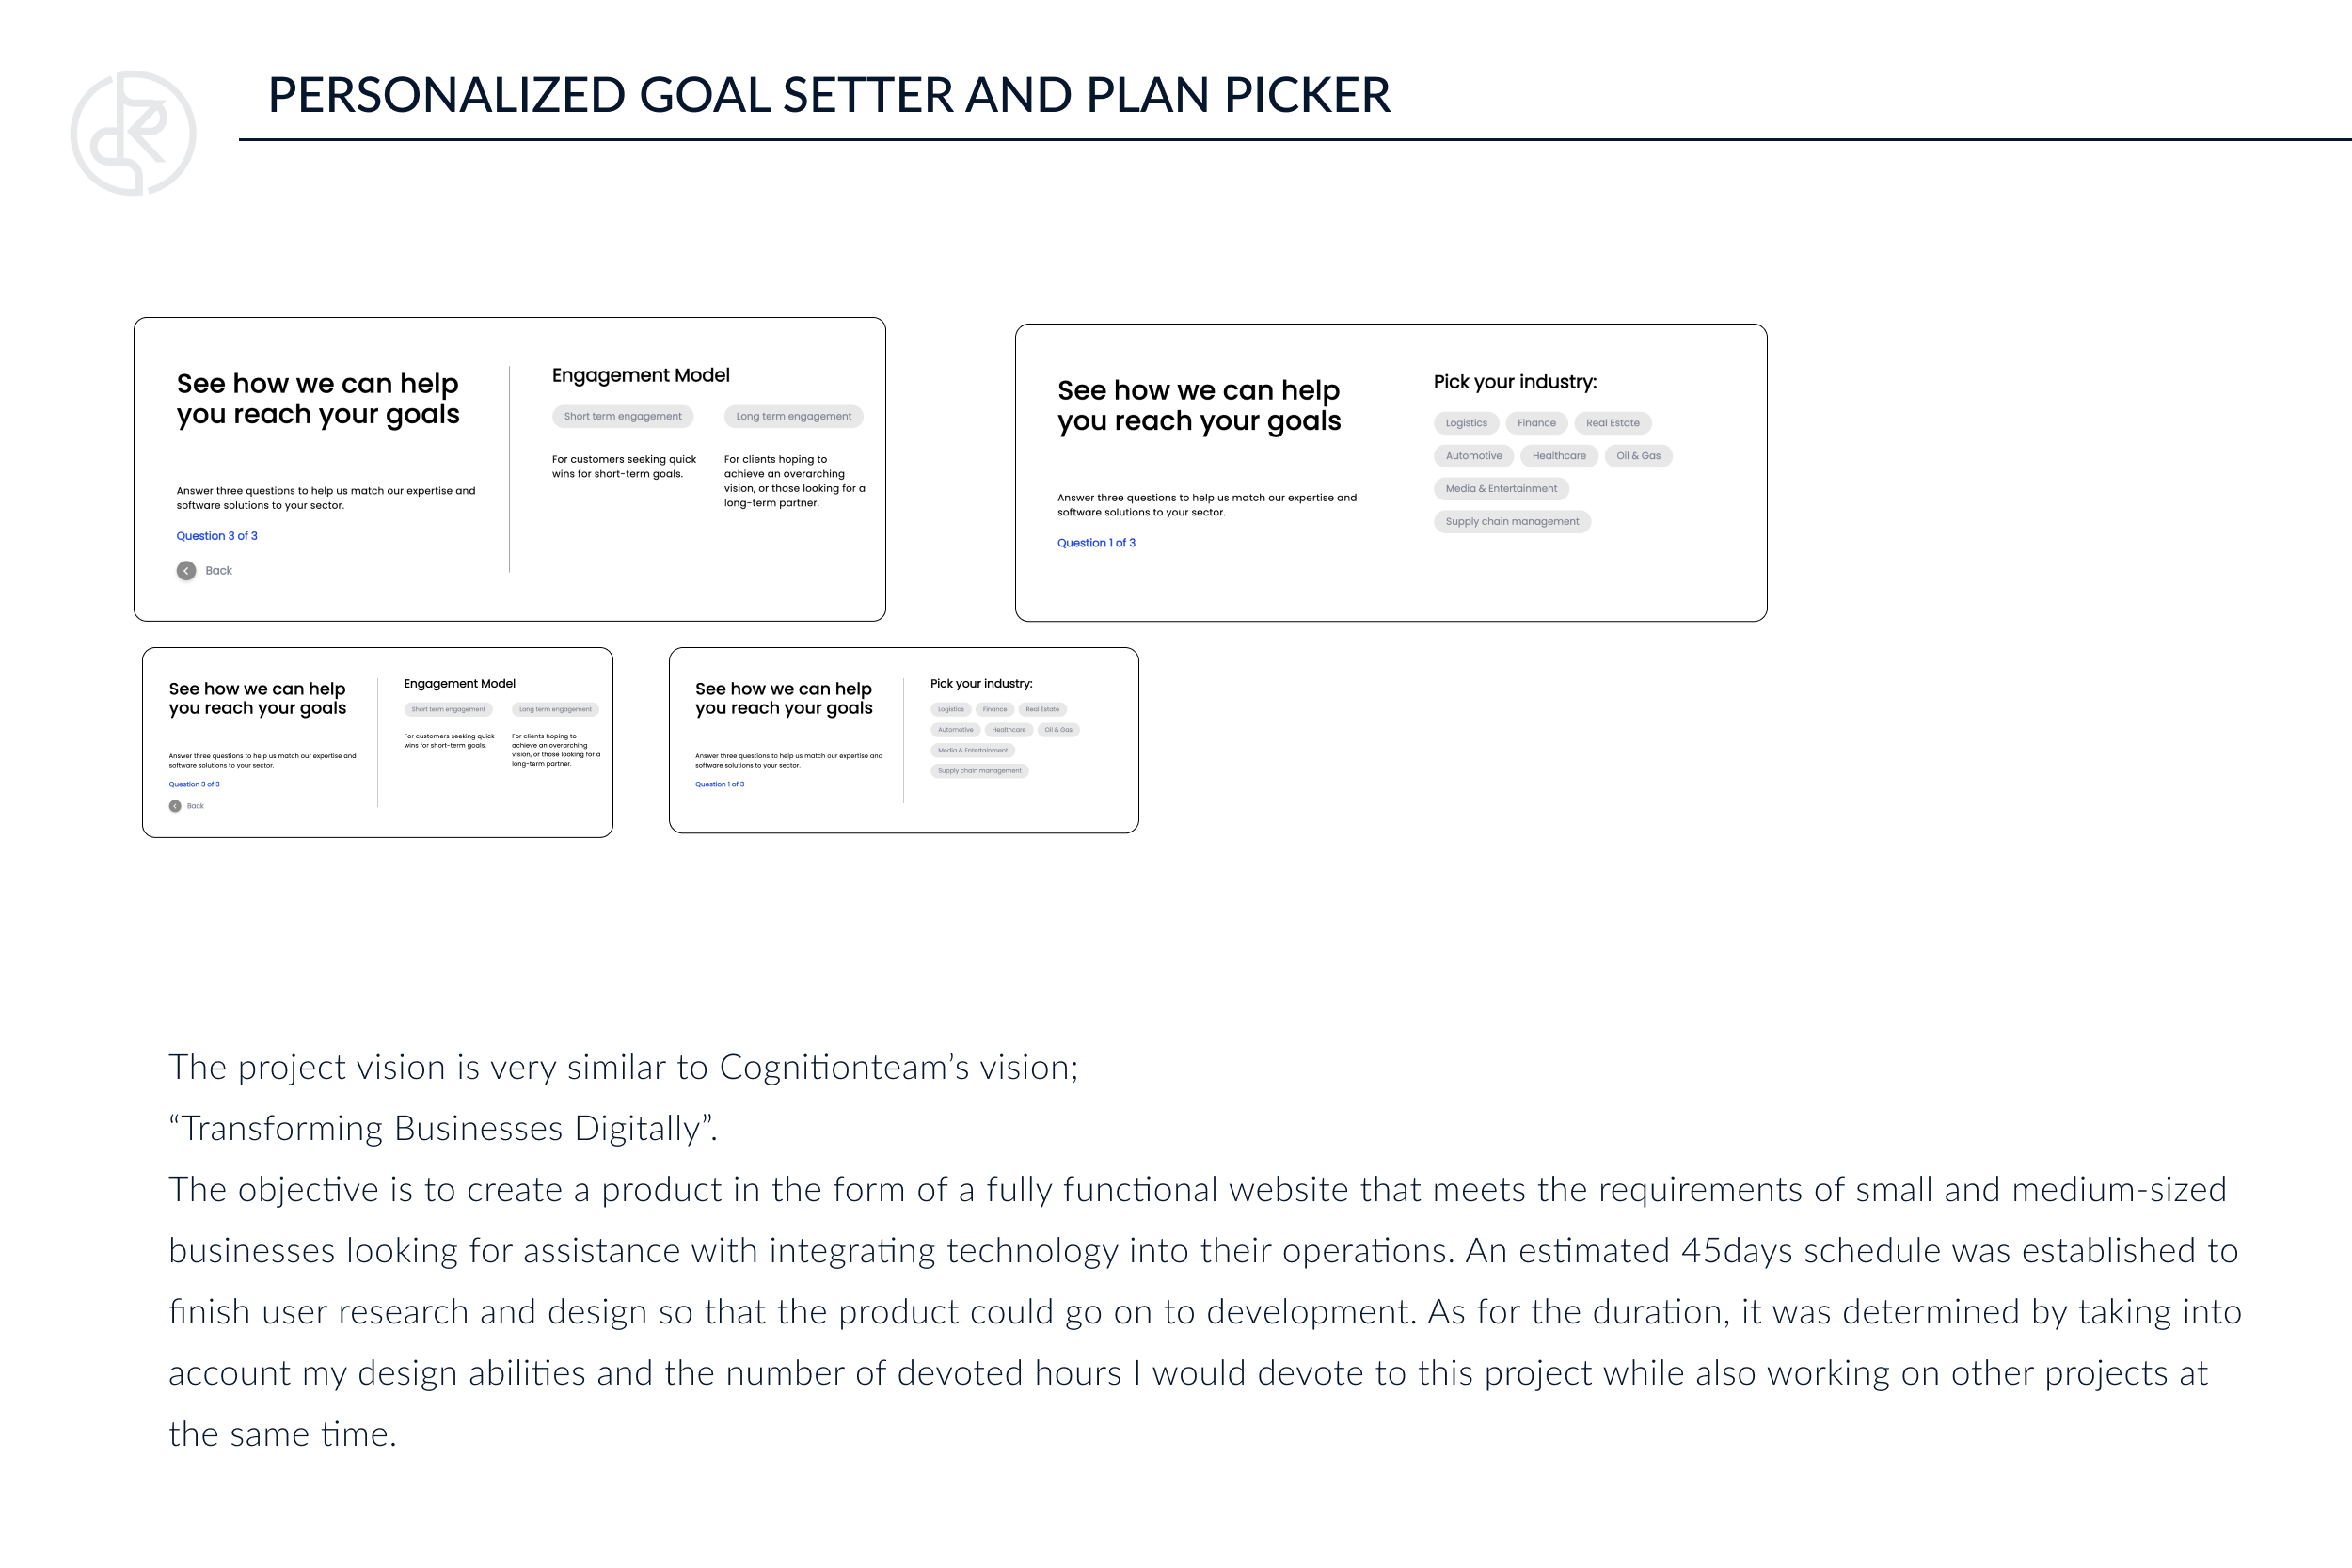 PERSONALIZED GOAL SETTER AND PLAN PICKER
See how we can help
you reach your goals
Answer three questions to help us match our expertise and
software solutions to your sector.
Question 3 of 3
Back
Engagement Model
Short term engagement
Long term engagement
For customers seeking quick
wins for short-term goals.
For clients hoping to
achieve an overarching
vision, or those looking for a
long-term partner.
See how we can help
you reach your goals
Answer three questions to help us match our expertise and
software solutions to your sector.
Question 1 of 3
Pick your industry:
Logistics Finance Real Estate
Automotive Healthcare Oil & Gas
Media & Entertainment
Supply chain management
See how we can help
you reach your goals
Answer three questions to help us match our expertise and
software solutions to your sector.
Question 3 of 3
Back
Engagement Model
Short term engagement
Long term engagement
For customers seeking quick
wins for short-term goals.
For clients hoping to
achieve an overarching
vision, or those looking for a
long-term partner.
See how we can help
you reach your goals
Answer three questions to help us match our expertise and
software solutions to your sector.
Question 1 of 3
Pick your industry:
Logistics Finance Real Estate
Automotive Healthcare Oil & Gas
Media & Entertainment
Supply chain management
The project vision is very similar to Cognitionteam’s vision;
“Transforming Businesses Digitally”.
The objective is to create a product in the form of a fully functional website that meets the requirements of small and medium-sized
businesses looking for assistance with integrating technology into their operations. An estimated 45days schedule was established to
finish user research and design so that the product could go on to development. As for the duration, it was determined by taking into
account my design abilities and the number of devoted hours I would devote to this project while also working on other projects at
the same time.